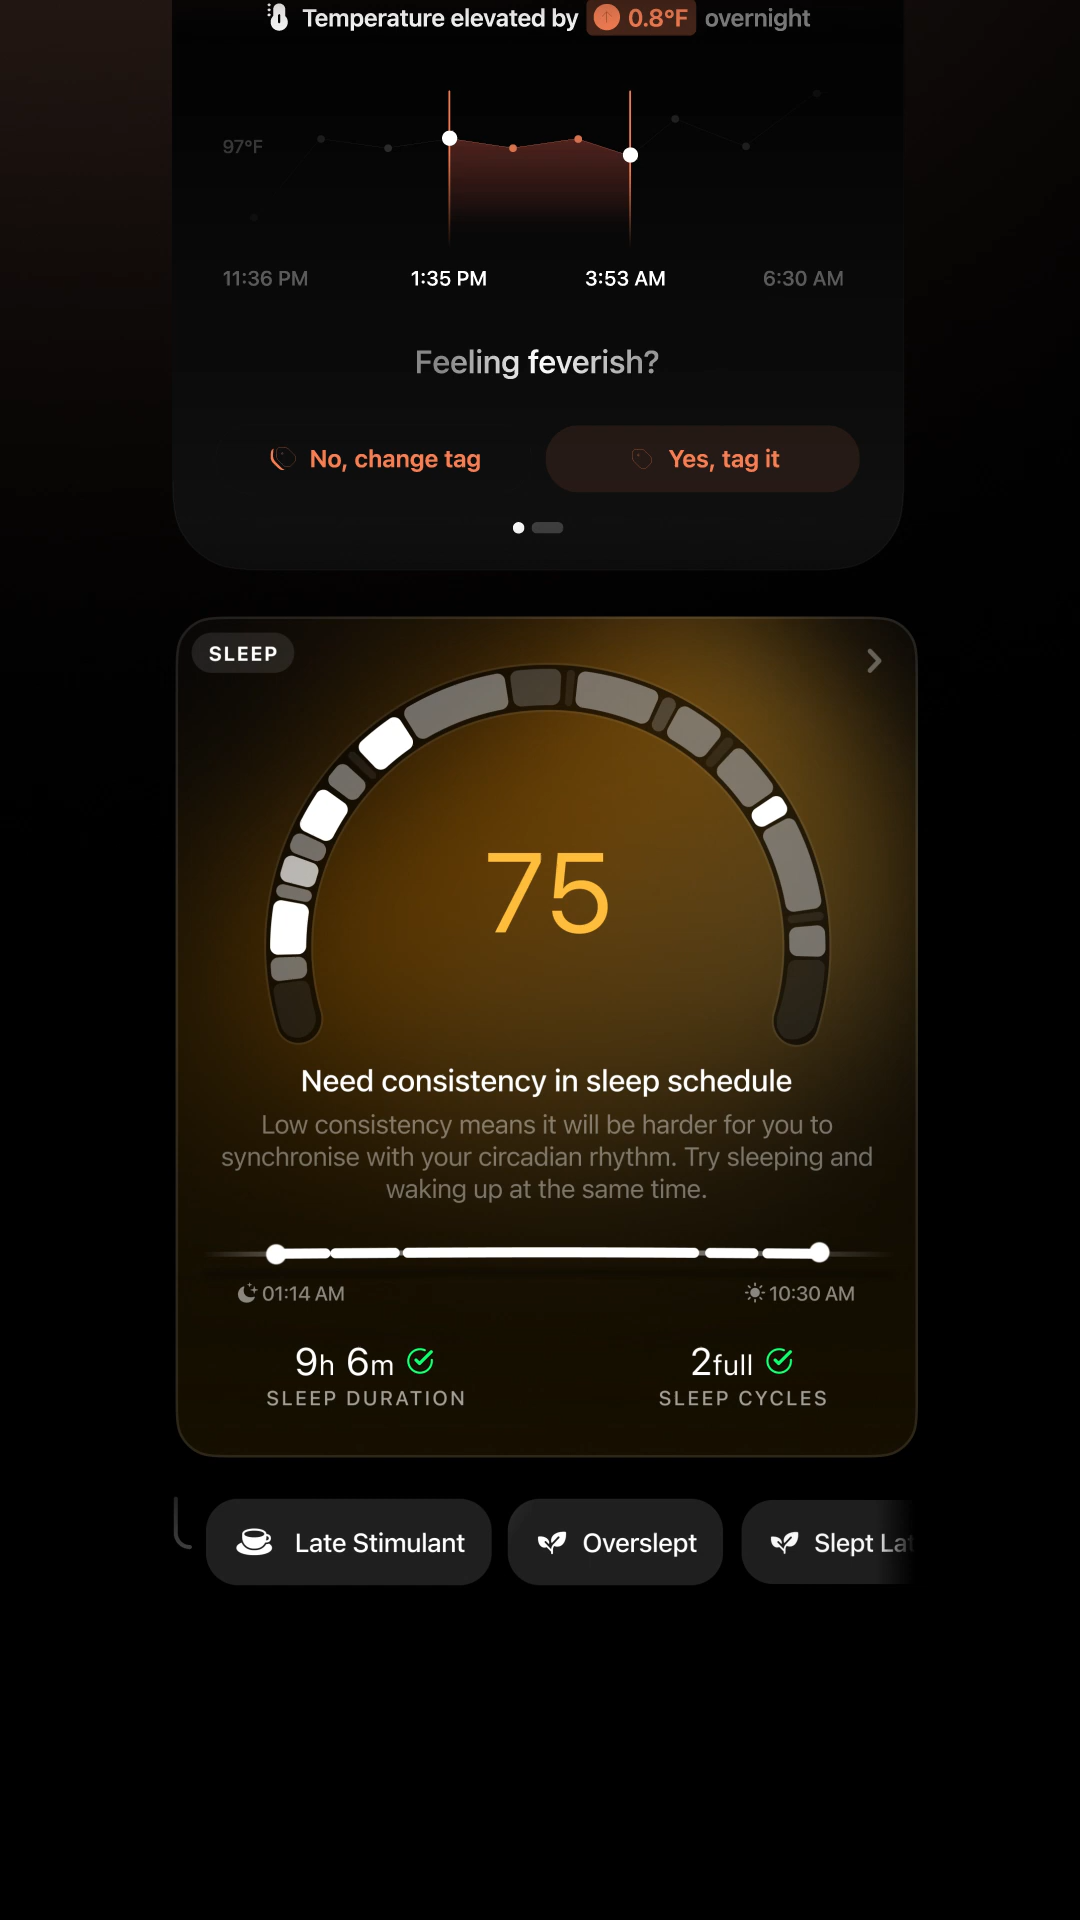 Temperature elevated by 0.8°F overnight
97°F
11:36 PM 1:35 PM 3:53 AM 6:30 AM
Feeling feverish?
No, change tag Yes, tag it
SLEEP
75
Need consistency in sleep schedule
Low consistency means it will be harder for you to
synchronise with your circadian rhythm. Try sleeping and
waking up at the same time.
01:14 AM 10:30 AM
9h 6m 2full
SLEEP DURATION SLEEP CYCLES
Late Stimulant Overslept Slept Lat